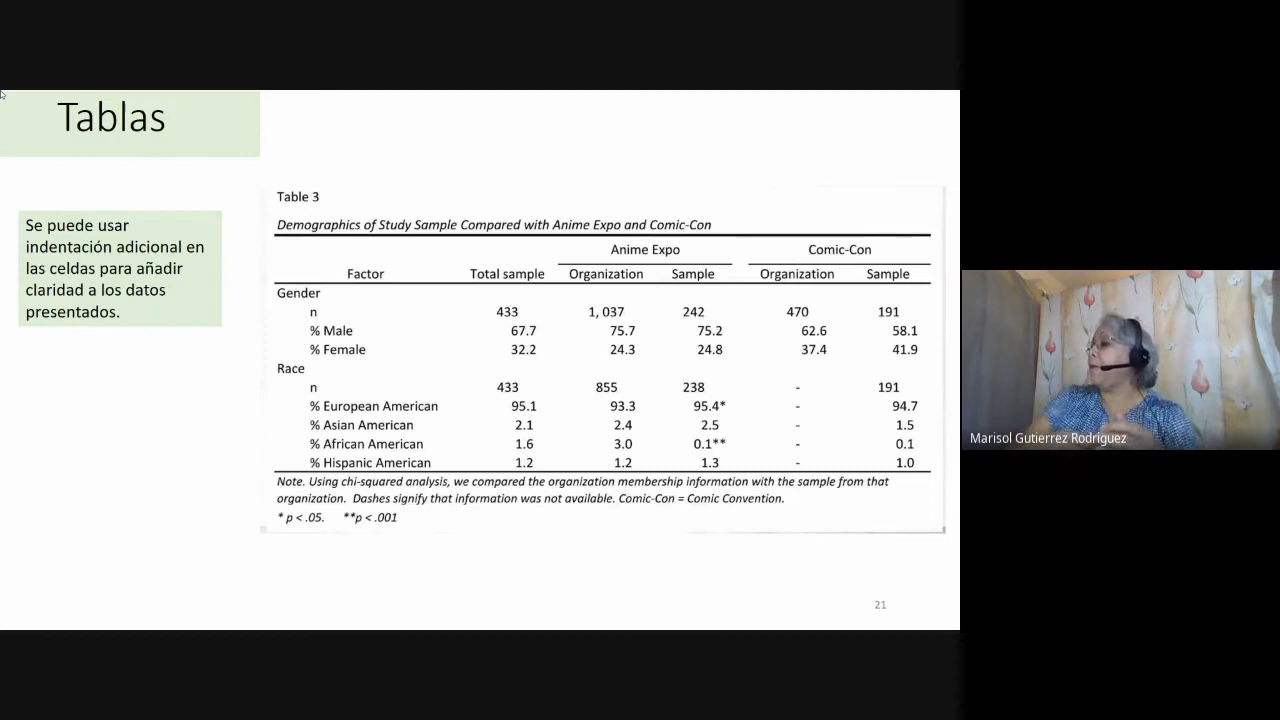 Tablas
Se puede usar
indentación adicional en
las celdas para añadir
claridad a los datos
presentados.
Table 3
Demographics of Study Sample Compared with Anime Expo and Comic-Con
Anime Expo Comic-Con
Factor Total sample Organization Sample Organization Sample
Gender
n 433 1, 037 242 470 191
% Male 67.7 75.7 75.2 62.6 58.1
% Female 32.2 24.3 24.8 37.4 41.9
Race
n 433 855 238 - 191
% European American 95.1 93.3 95.4* - 94.7
% Asian American 2.1 2.4 2.5 - 1.5
% African American 1.6 3.0 0.1** - 0.1
% Hispanic American 1.2 1.2 1.3 - 1.0
Note. Using chi-squared analysis, we compared the organization membership information with the sample from that
organization. Dashes signify that information was not available. Comic-Con = Comic Convention.
* p < .05. **p < .001
21
Marisol Gutierrez Rodriguez